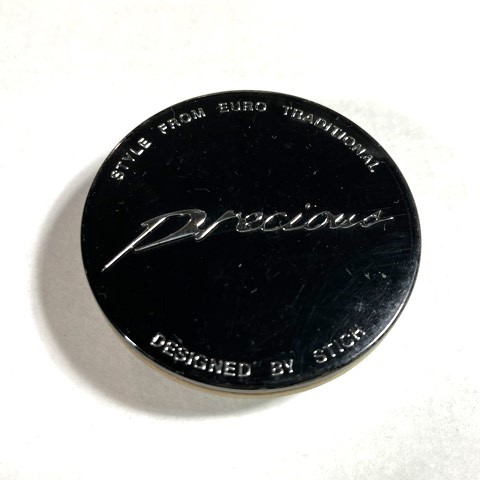 STYLE FROM EURO TRADITIONAL
Precious
DESIGNED BY STICH